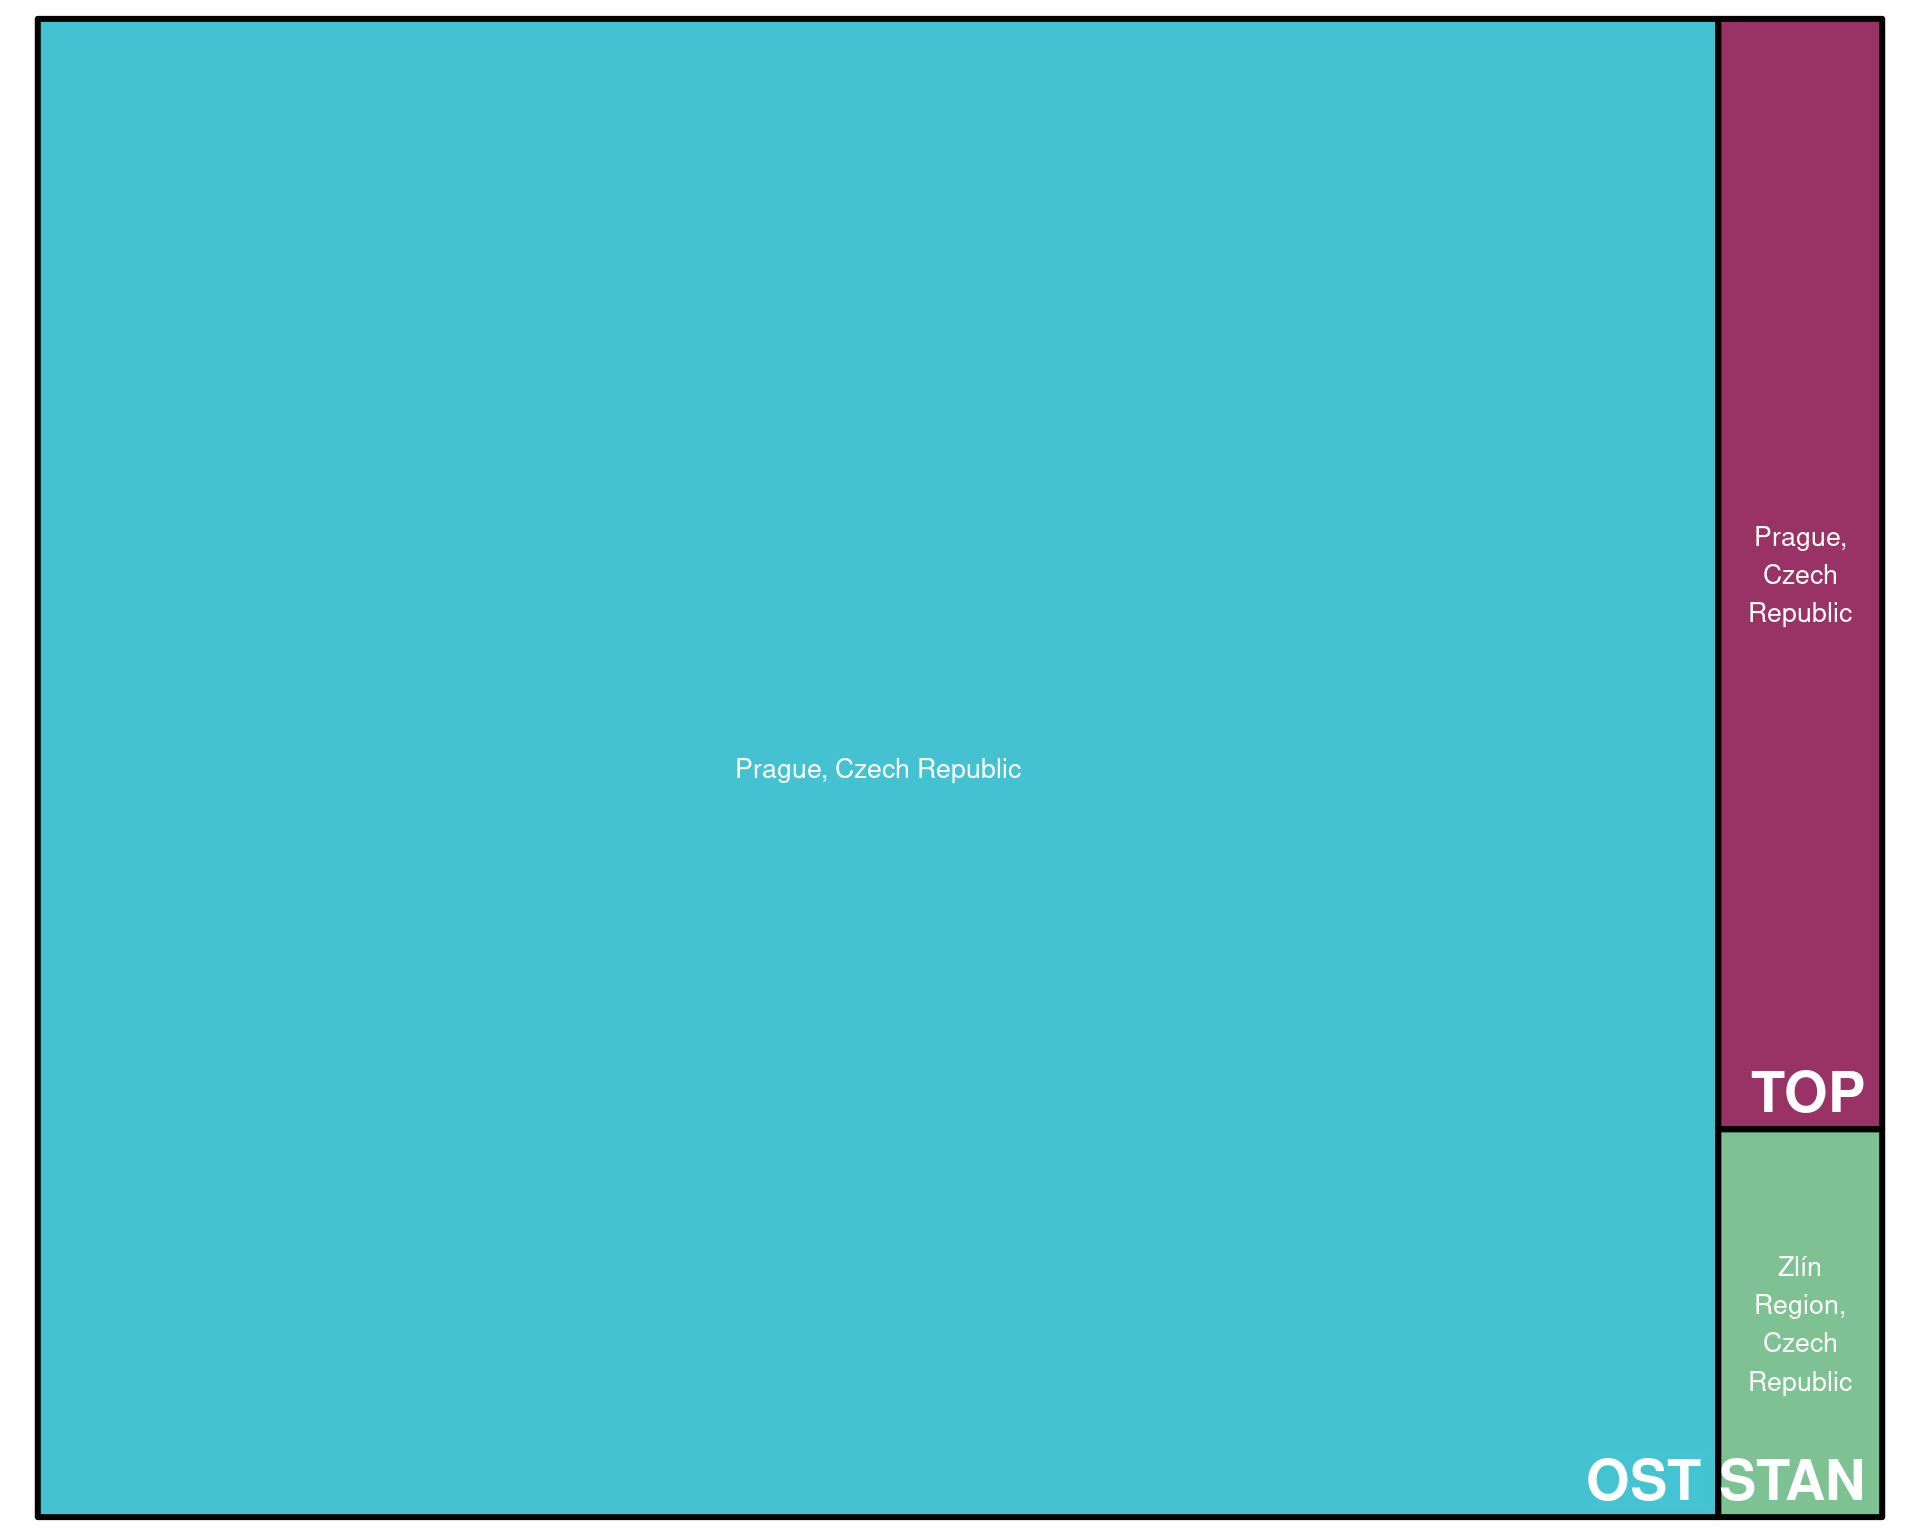 Prague, Czech Republic
OST
Prague,
Czech
Republic
TOP
Zlín
Region,
Czech
Republic
STAN